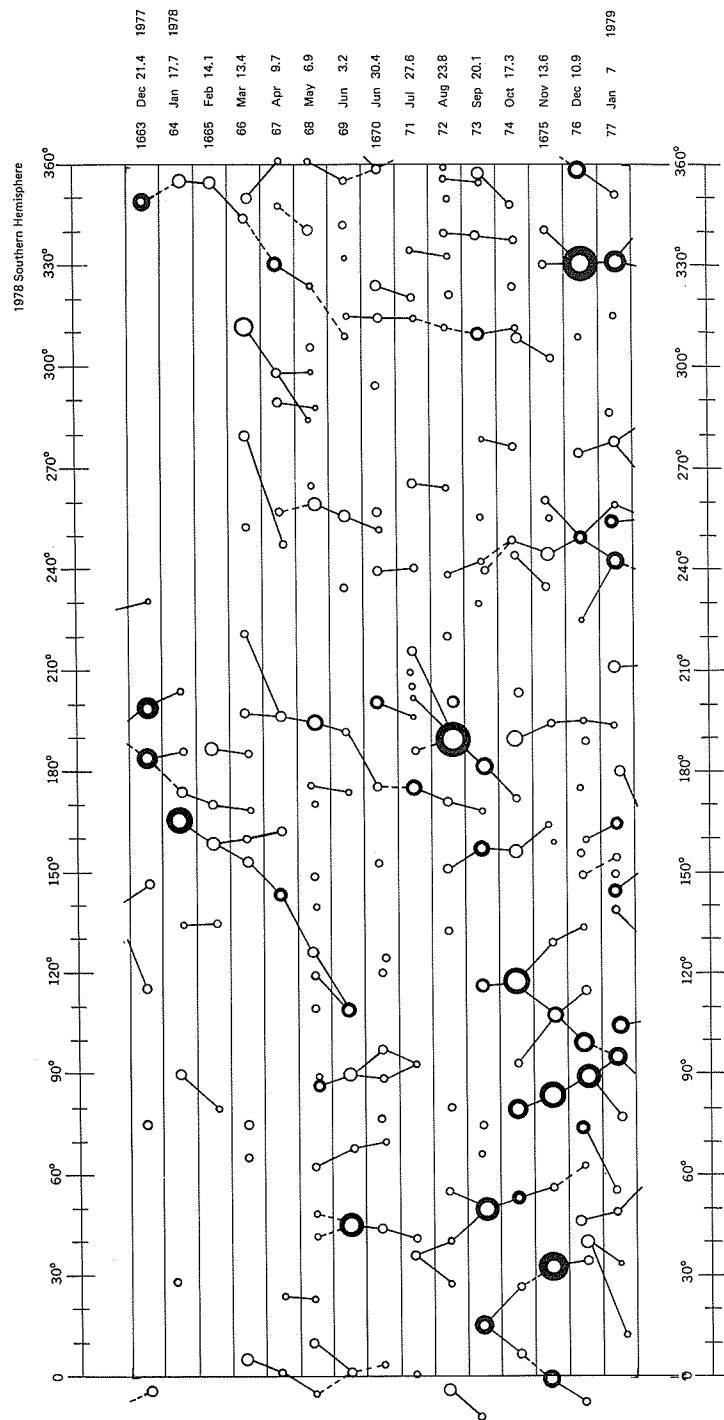 1978 Southern Hemisphere
1663 Dec 21.4 1977
64 Jan 17.7 1978
1665 Feb 14.1
66 Mar 13.4
67 Apr 9.7
68 May 6.9
69 Jun 3.2
1670 Jun 30.4
71 Jul 27.6
72 Aug 23.8
73 Sep 20.1
74 Oct 17.3
1675 Nov 13.6
76 Dec 10.9
77 Jan 7 1979
0 30° 60° 90° 120° 150° 180° 210° 240° 270° 300° 330° 360°
0 30° 60° 90° 120° 150° 180° 210° 240° 270° 300° 330° 360°